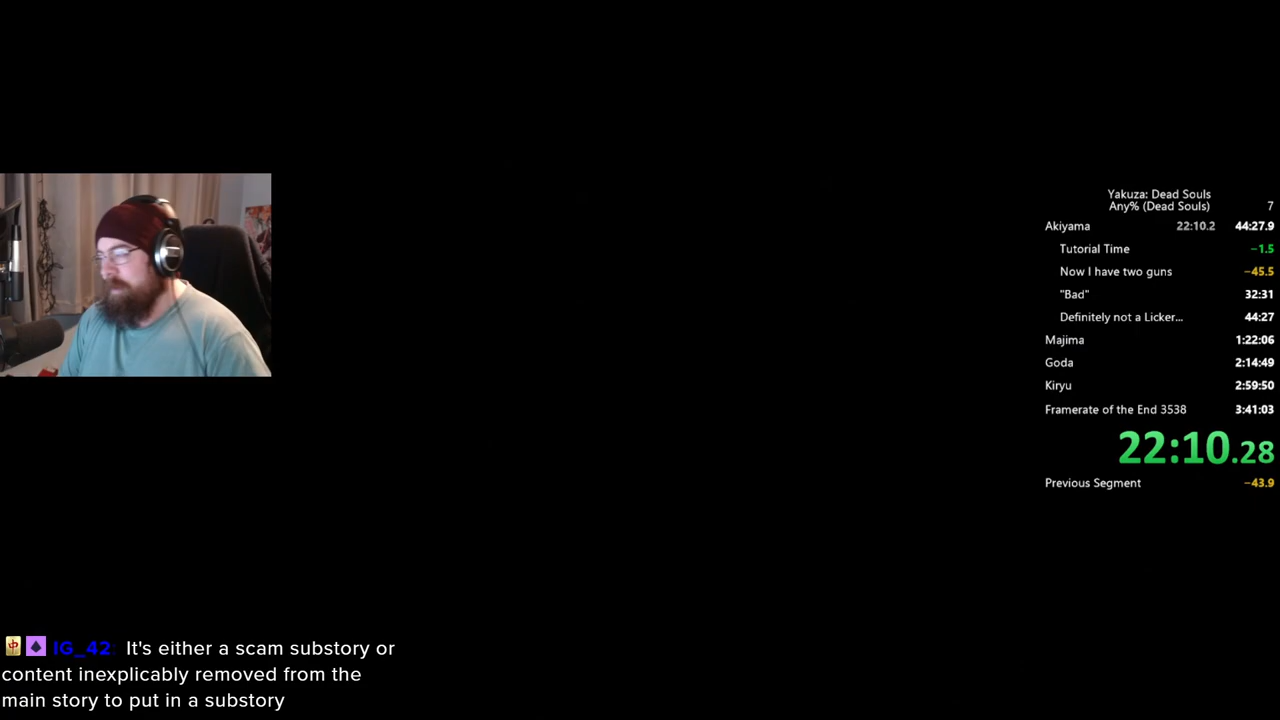 Yakuza: Dead Souls
Any% (Dead Souls) 7
Akiyama 22:10.2 44:27.9
Tutorial Time −1.5
Now I have two guns −45.5
"Bad" 32:31
Definitely not a Licker... 44:27
Majima 1:22:06
Goda 2:14:49
Kiryu 2:59:50
Framerate of the End 3538 3:41:03
22:10.28
Previous Segment −43.9
IG_42: It's either a scam substory or
content inexplicably removed from the
main story to put in a substory